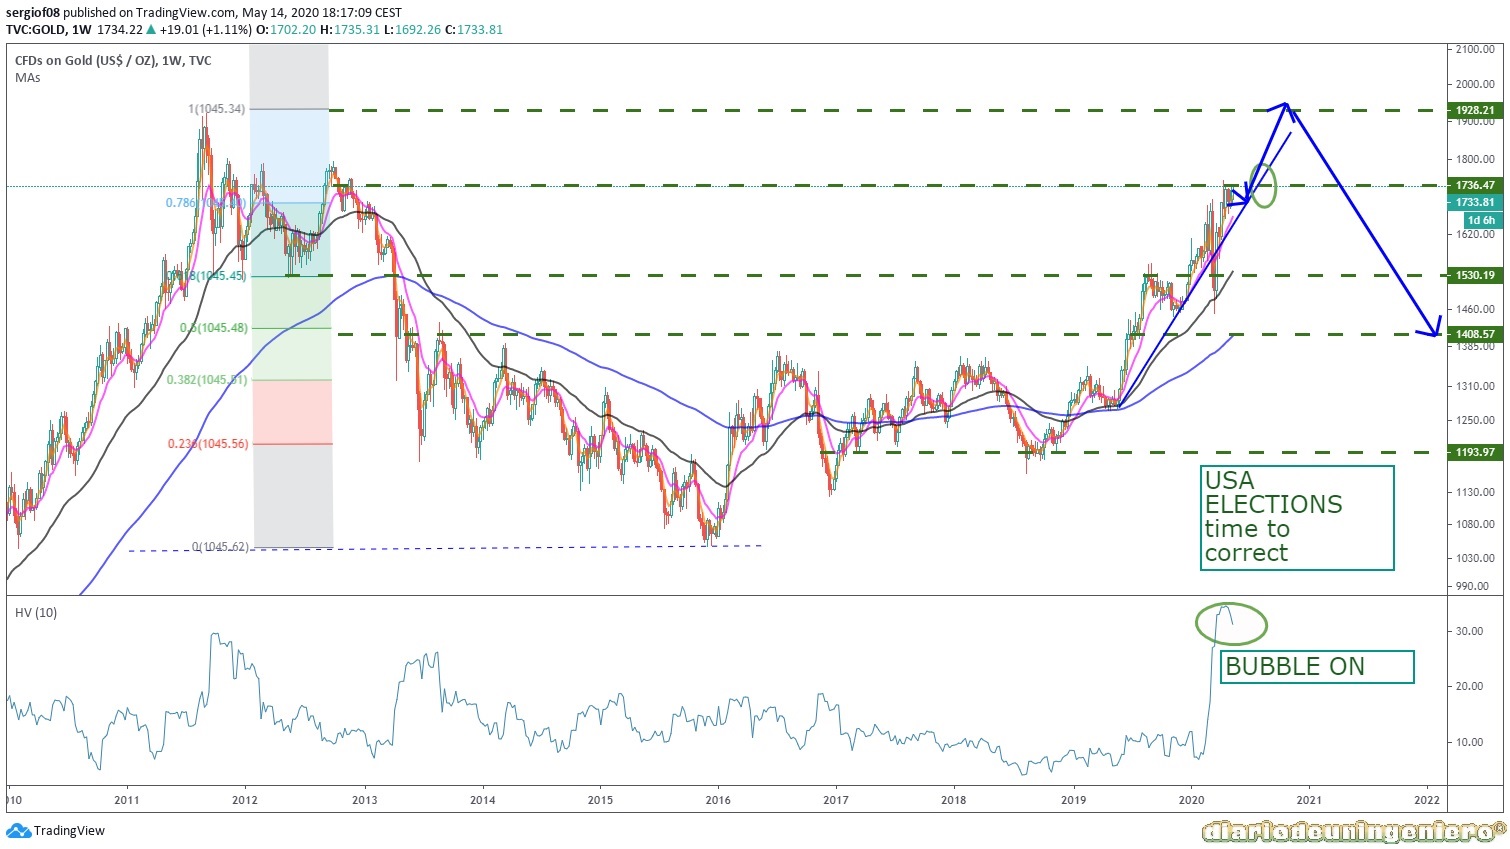 sergiof08 published on TradingView.com, May 14, 2020 18:17:09 CEST
TVC:GOLD, 1W 1734.22 ▲ +19.01 (+1.11%) O:1702.20 H:1735.31 L:1692.26 C:1733.81
CFDs on Gold (US$ / OZ), 1W, TVC
MAs
2100.00
2000.00
1(1045.34)
1928.21
1900.00
1800.00
1736.47
1733.81
1d 6h
1620.00
(1045.45)
1530.19
1460.00
0.5(1045.48)
1408.57
1385.00
0.382(1045.51)
1310.00
1250.00
0.236(1045.56)
1193.97
USA
ELECTIONS
time to
correct
1130.00
1080.00
0(1045.62)
1030.00
990.00
HV (10)
30.00
BUBBLE ON
20.00
10.00
010 2011 2012 2013 2014 2015 2016 2017 2018 2019 2020 2021 2022
TradingView
diariodeuningeniero©